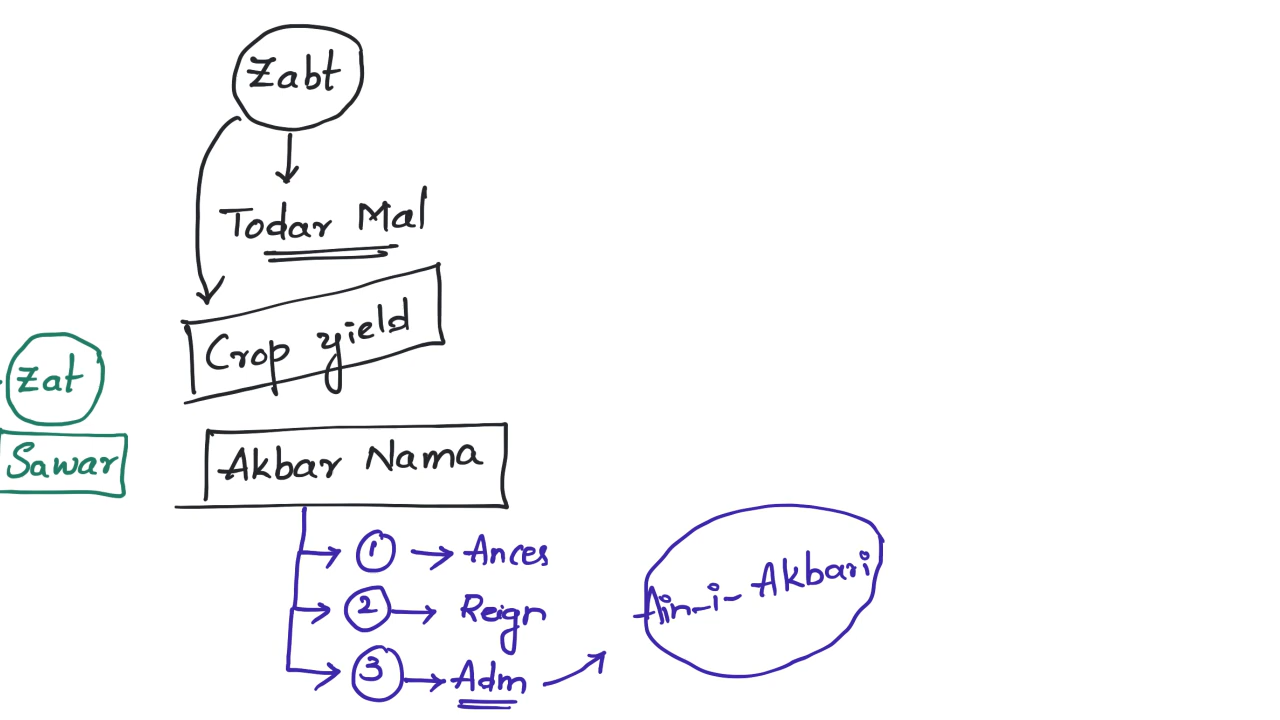 Zabt
Todar Mal
Crop yield
Zat
Sawar
Akbar Nama
1 Ances
2 Reign
3 Adm
Ain-i-Akbari